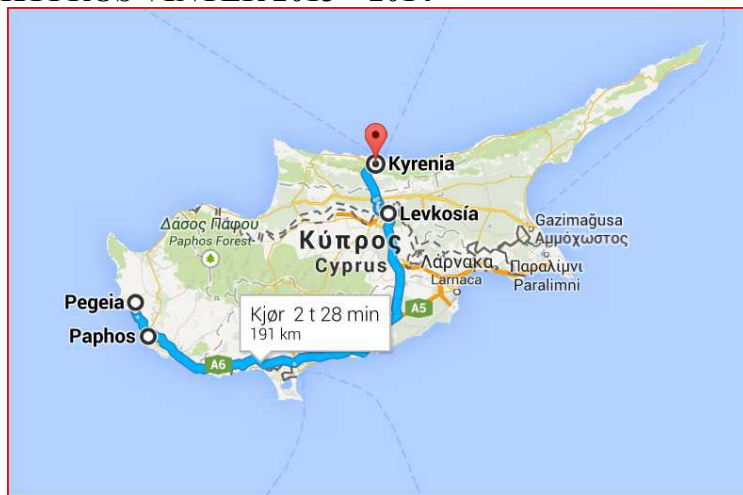 KYPROS VINTER 2013 – 2014
Kyrenia
Levkosía
Gazimağusa
Αμμόχωστος
Δάσος Πάφου
Paphos Forest
Κύπρος
Cyprus
Λάρνακα
Larnaca
Παραλίμνι
Paralimni
Pegeia
Paphos
Kjør 2 t 28 min
191 km
A5
A6